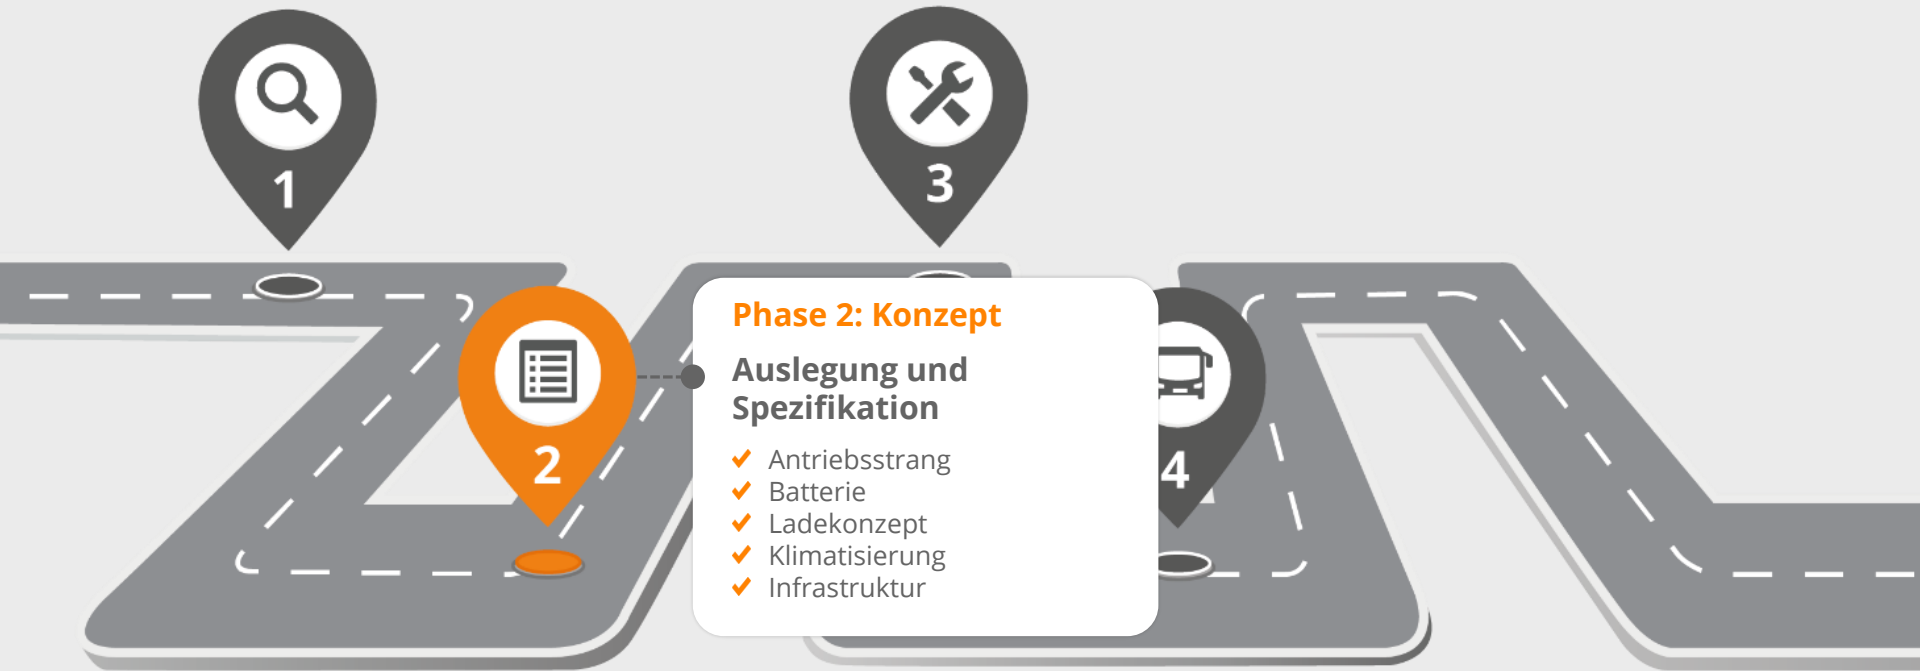 1
3
2
Phase 2: Konzept
Auslegung und
Spezifikation
Antriebsstrang
Batterie
Ladekonzept
Klimatisierung
Infrastruktur
4